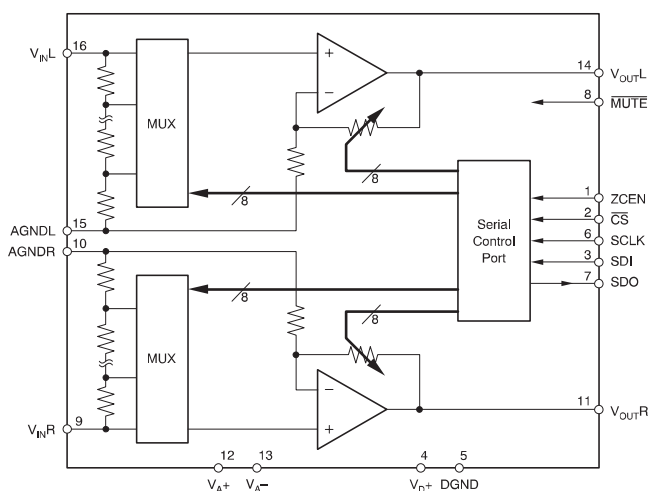 VINL 16
14 VOUTL
8 MUTE
MUX
8
8
Serial
Control
Port
1 ZCEN
2 CS
6 SCLK
3 SDI
7 SDO
AGNDL 15
AGNDR 10
8
8
MUX
VINR 9
11 VOUTR
12
13
4
5
VA+
VA−
VD+
DGND
+
−
−
+